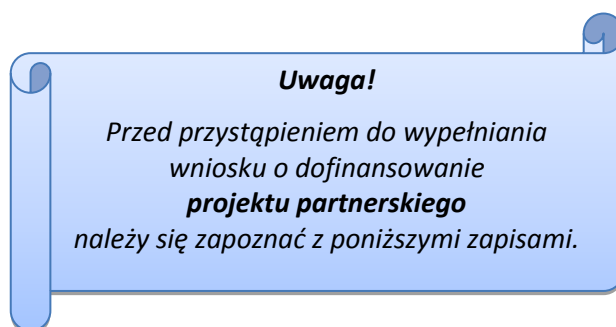 Uwaga!
Przed przystąpieniem do wypełniania
wniosku o dofinansowanie
projektu partnerskiego
należy się zapoznać z poniższymi zapisami.